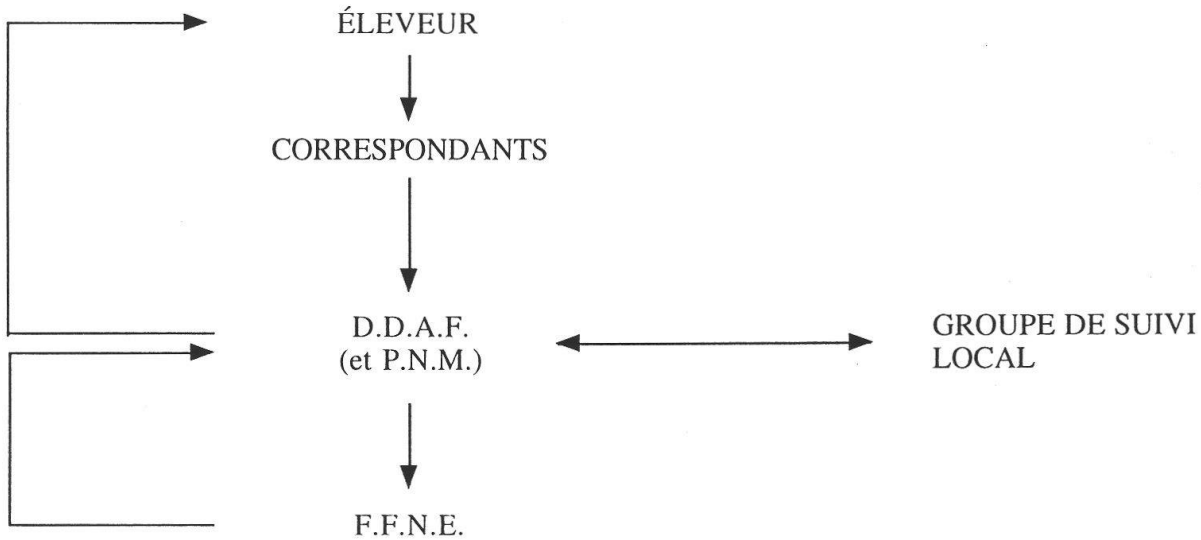 ÉLEVEUR
CORRESPONDANTS
D.D.A.F.
(et P.N.M.)
GROUPE DE SUIVI
LOCAL
F.F.N.E.